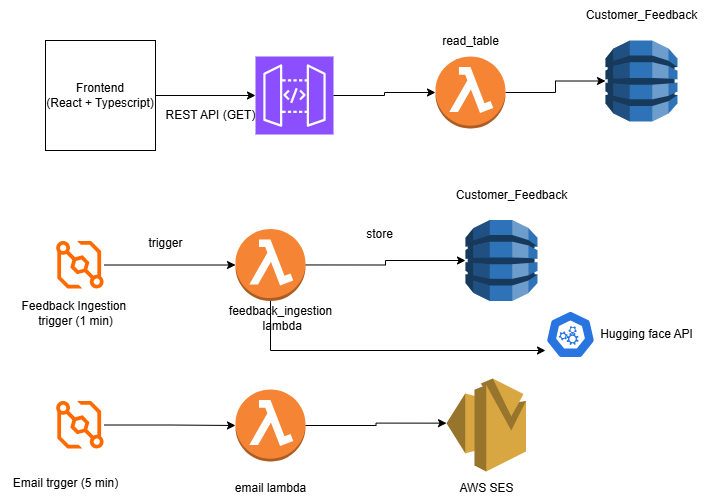 Customer_Feedback
read_table
Frontend
(React + Typescript)
REST API (GET)
</>
Customer_Feedback
trigger
store
Feedback Ingestion
trigger (1 min)
feedback_ingestion
lambda
Hugging face API
Email trgger (5 min)
email lambda
AWS SES